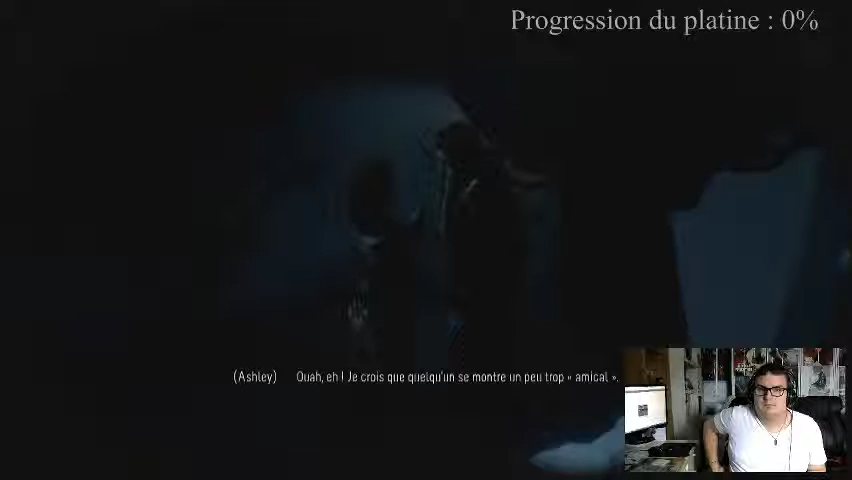 Progression du platine : 0%
(Ashley) Ouah, eh ! Je crois que quelqu'un se montre un peu trop « amical ».